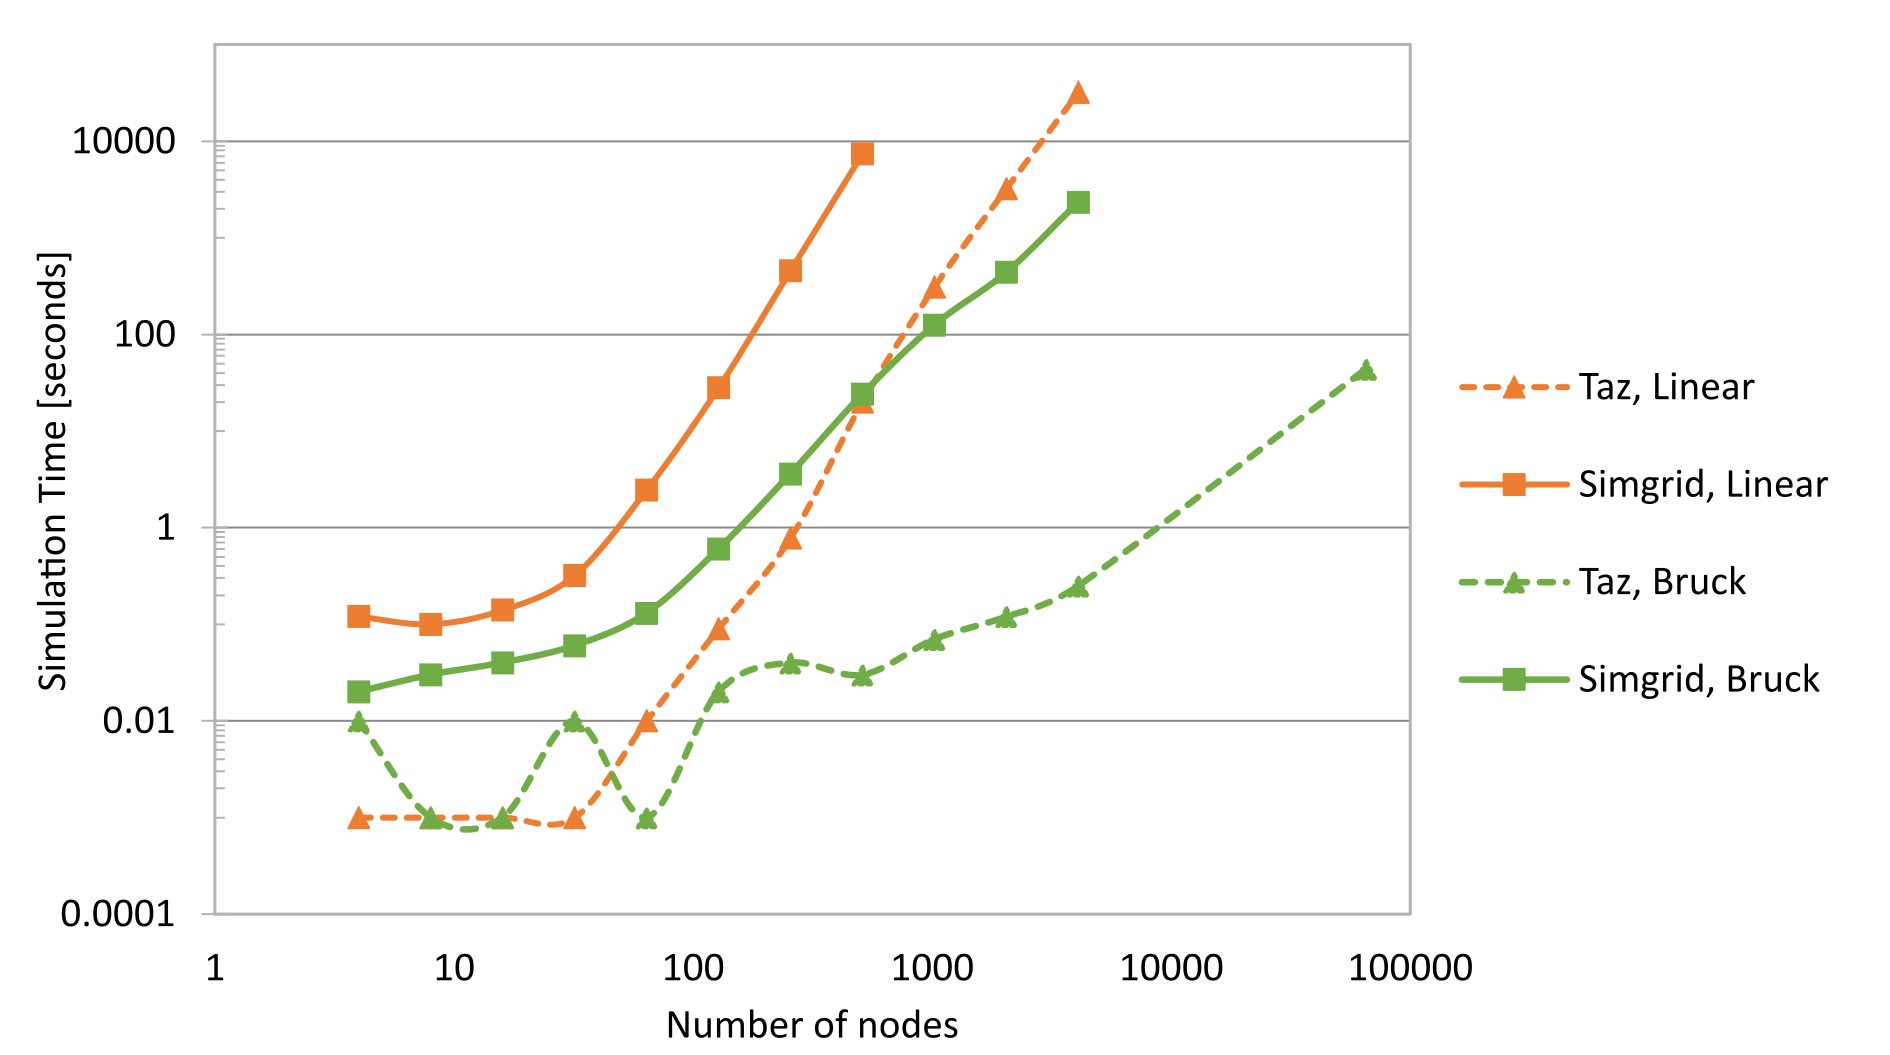 Simulation Time [seconds]
10000
100
1
0.01
0.0001
1 10 100 1000 10000 100000
Number of nodes
Taz, Linear
Simgrid, Linear
Taz, Bruck
Simgrid, Bruck